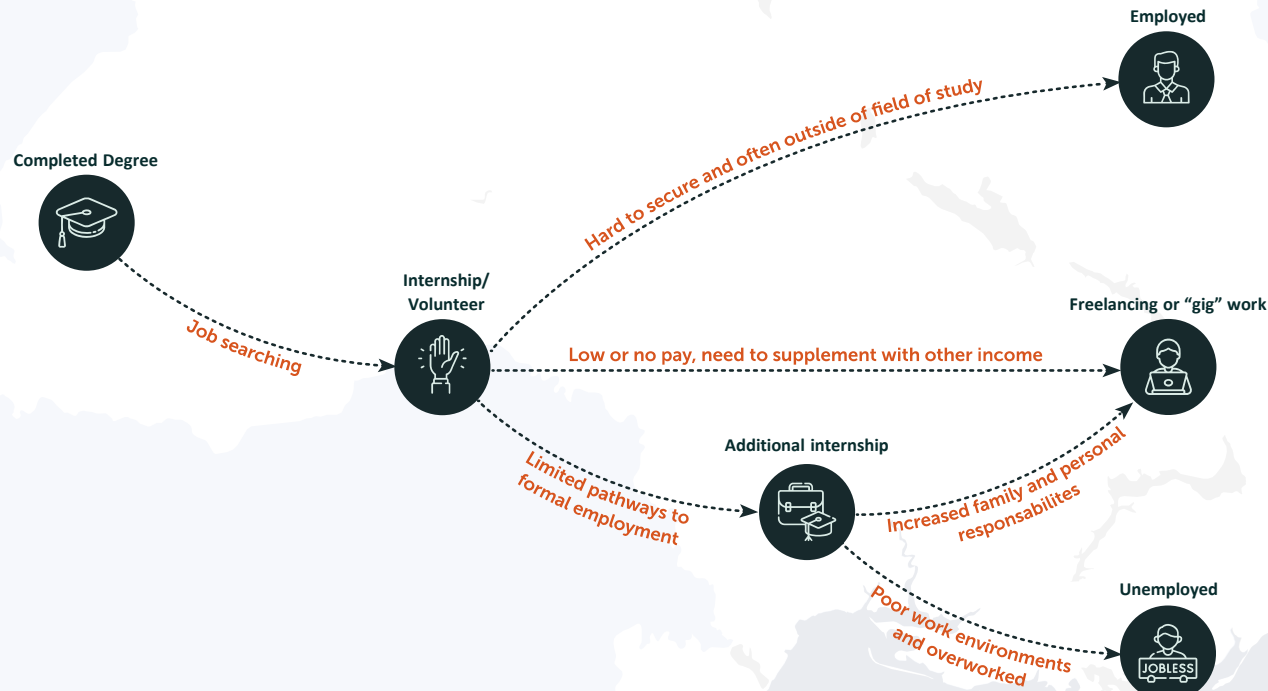 Employed
Hard to secure and often outside of field of study
Completed Degree
Job searching
Internship/
Volunteer
Freelancing or “gig” work
Low or no pay, need to supplement with other income
Limited pathways to
formal employment
Additional internship
Increased family and personal
responsabilites
Poor work environments
and overworked
Unemployed
JOBLESS